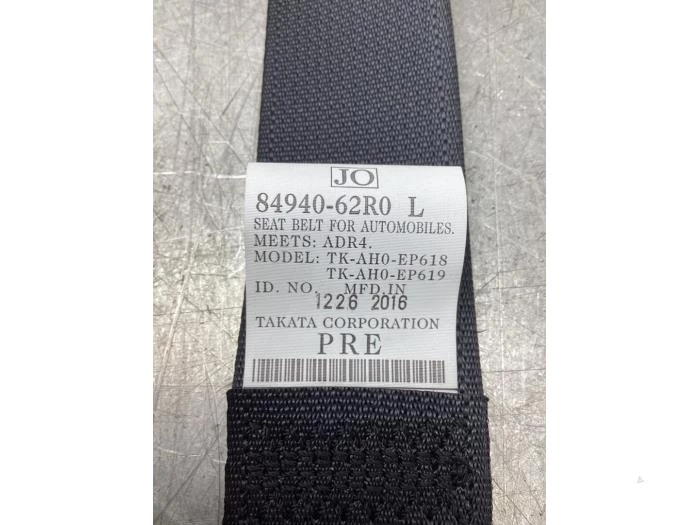 JO
84940-62R0 L
SEAT BELT FOR AUTOMOBILES.
MEETS: ADR4.
MODEL: TK-AH0-EP618
TK-AH0-EP619
ID. NO. MFD.IN
1226 2016
TAKATA CORPORATION
PRE